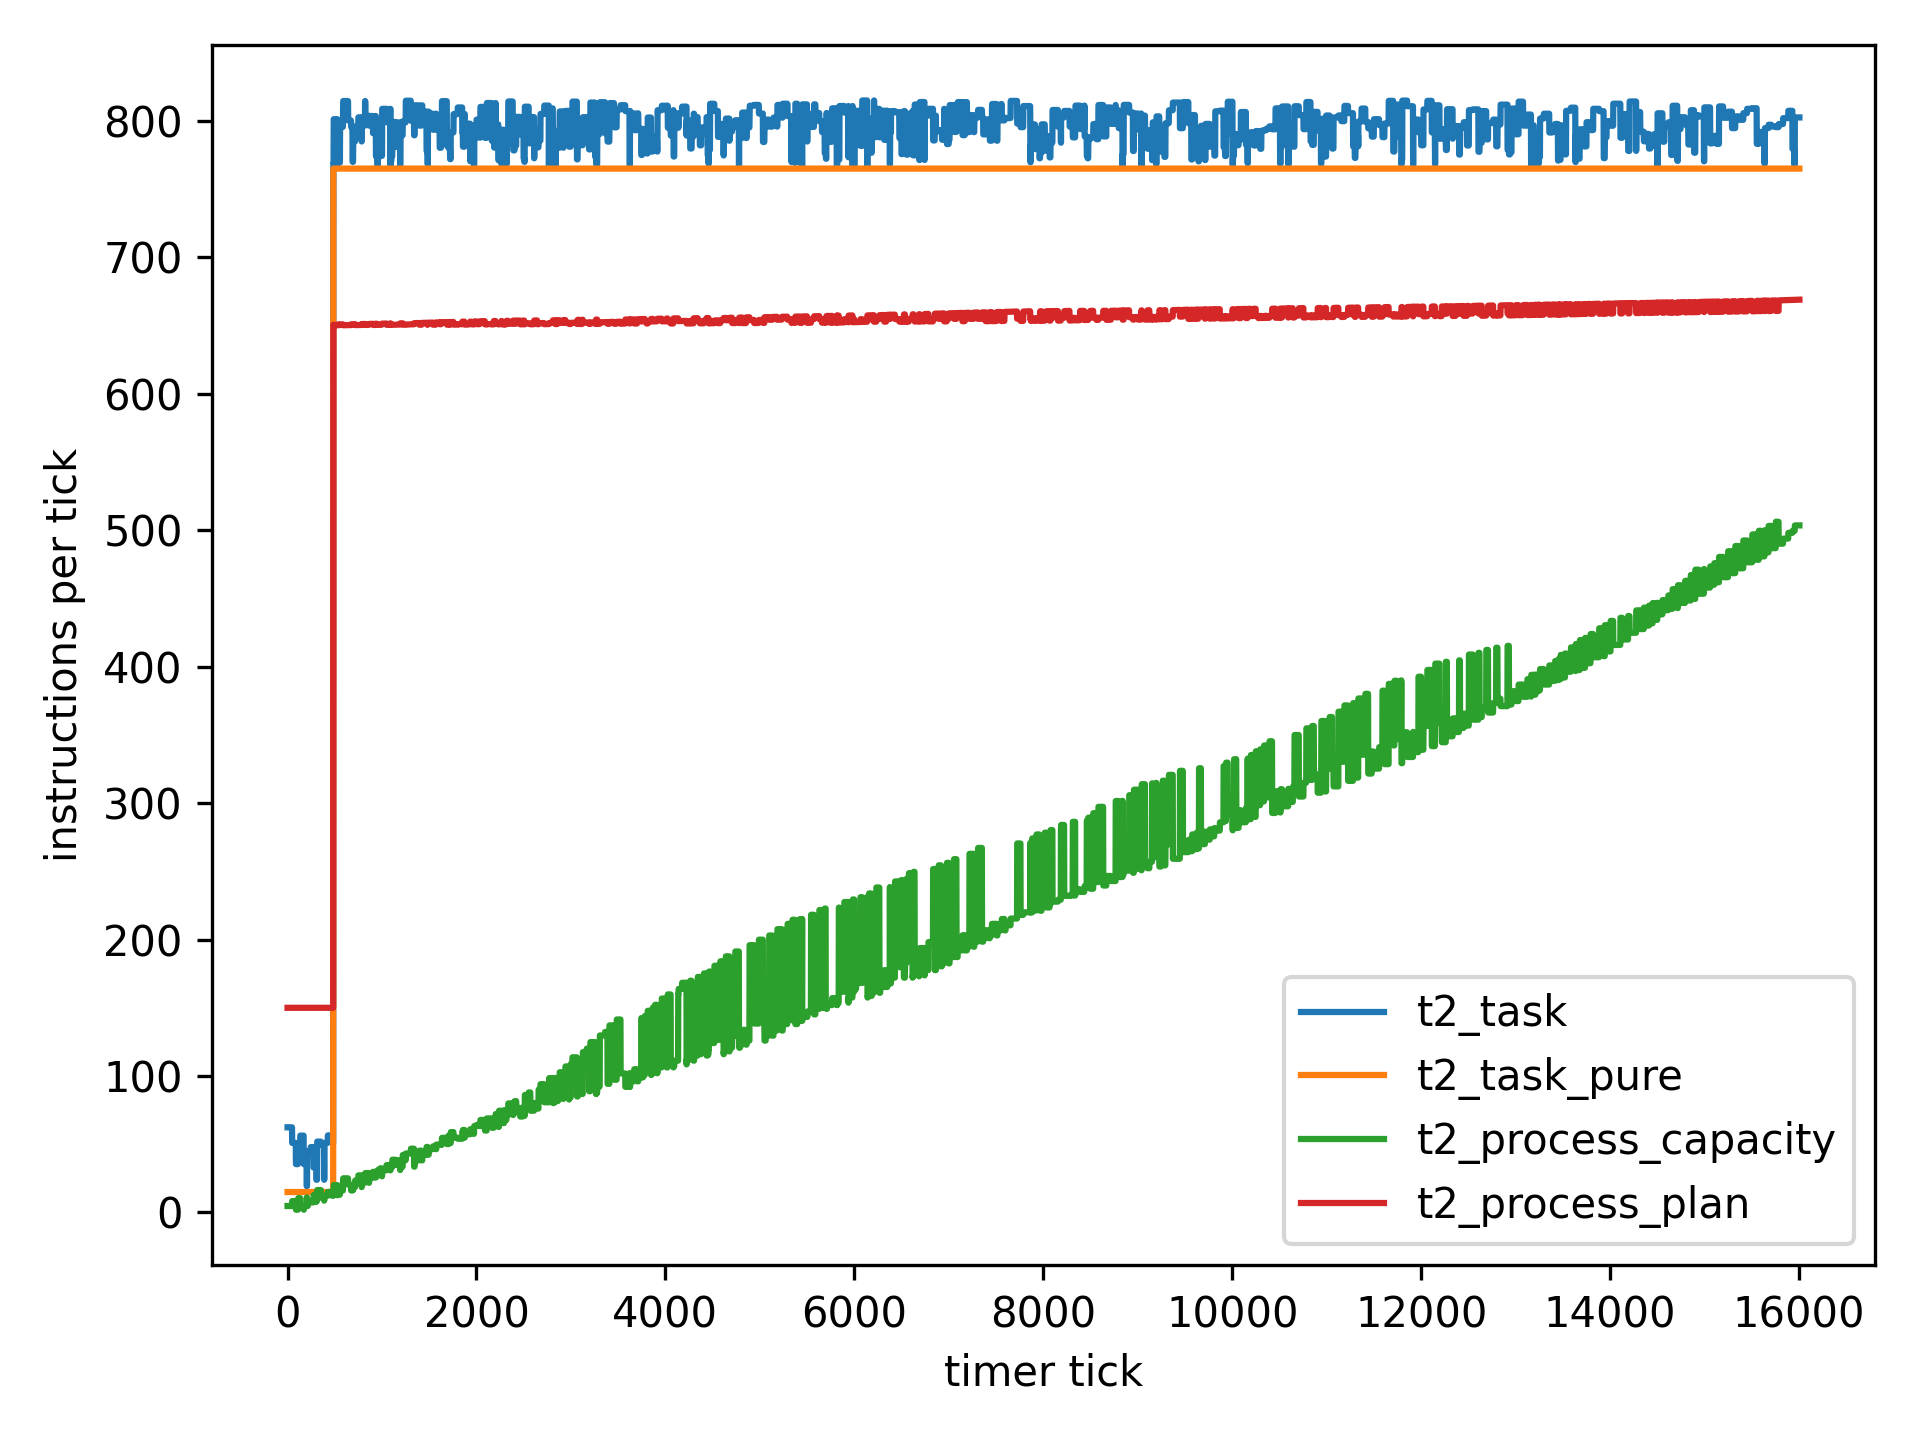 800
700
600
500
400
300
200
100
0
instructions per tick
t2_task
t2_task_pure
t2_process_capacity
t2_process_plan
0 2000 4000 6000 8000 10000 12000 14000 16000
timer tick